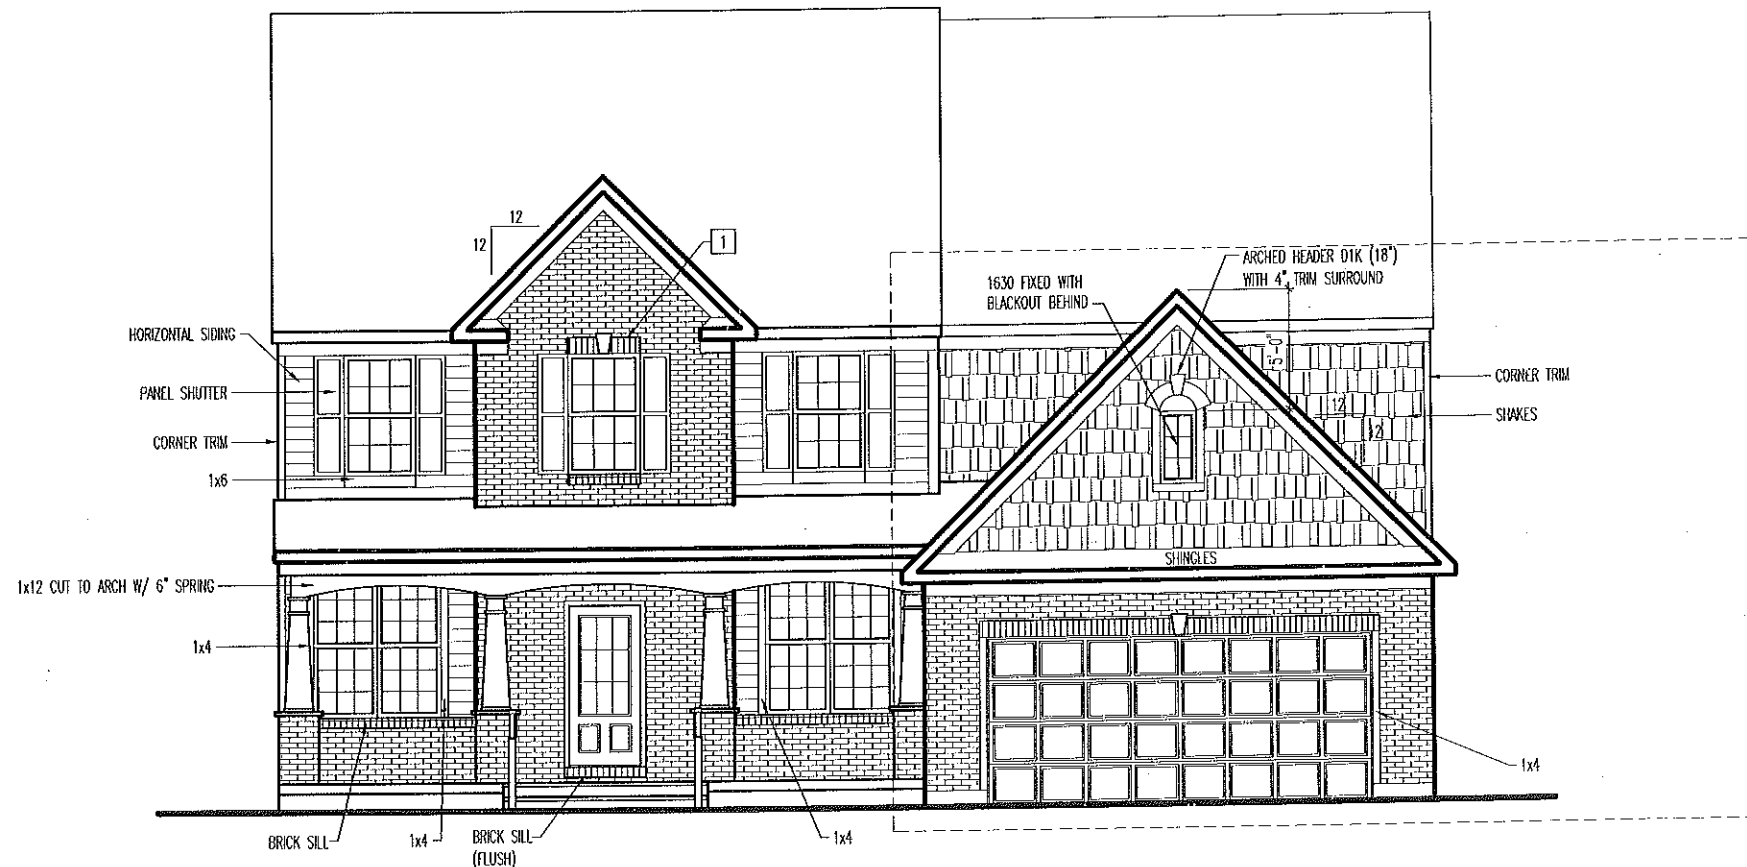 12
12
1
ARCHED HEADER D1K (18")
WITH 4" TRIM SURROUND
1630 FIXED WITH
BLACKOUT BEHIND
HORIZONTAL SIDING
5'-0"
PANEL SHUTTER
CORNER TRIM
12
SHAKES
12
CORNER TRIM
1x6
SHINGLES
1x12 CUT TO ARCH W/ 6" SPRING
1x4
1x4
BRICK SILL
1x4
BRICK SILL
(FLUSH)
1x4